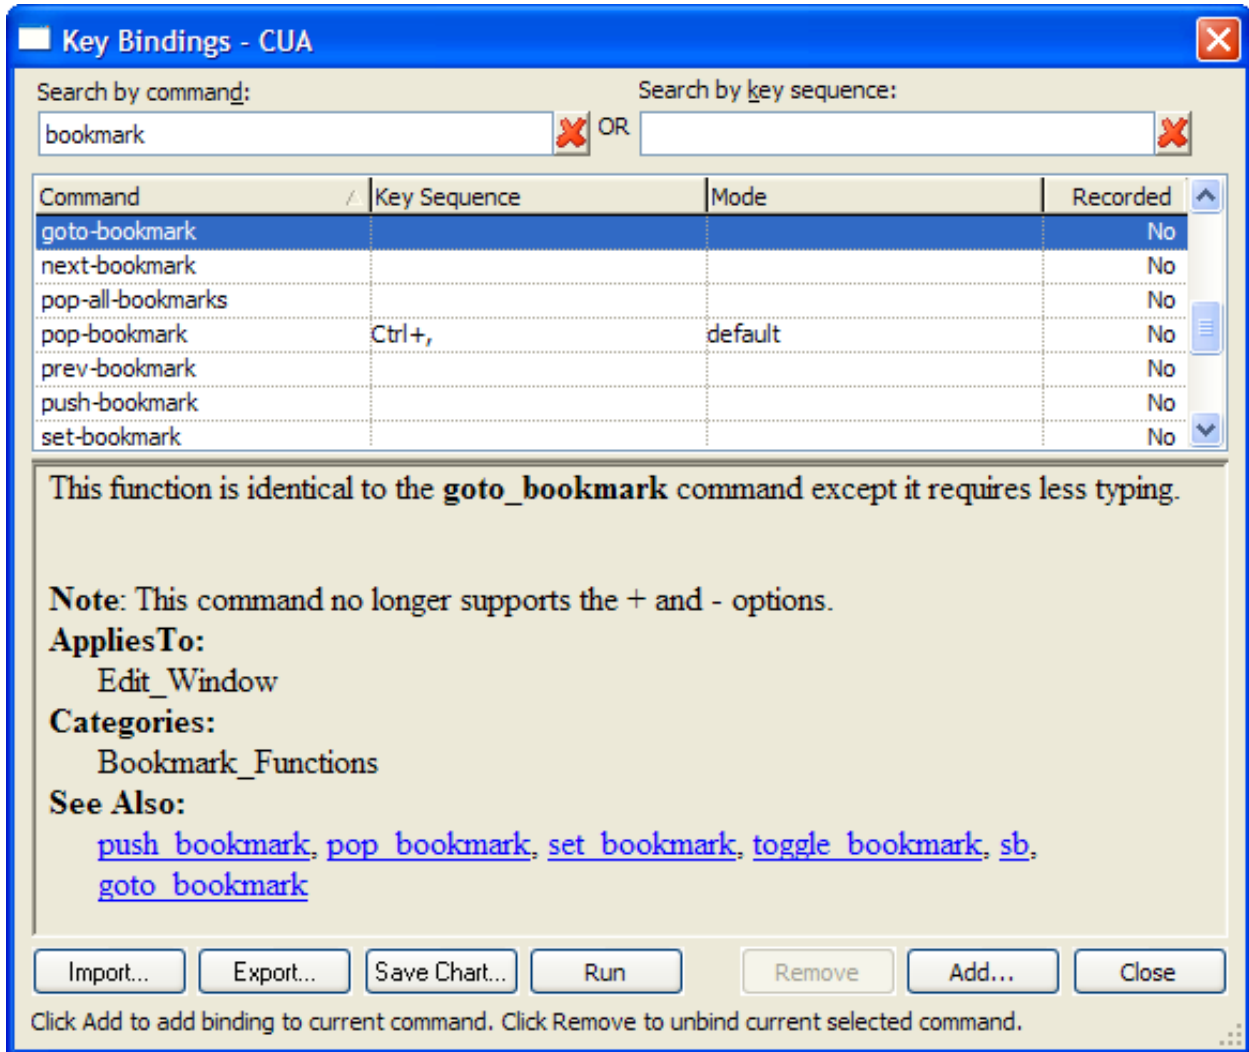 Key Bindings - CUA
Search by command:
Search by key sequence:
bookmark
OR
Command Key Sequence Mode Recorded
goto-bookmark No
next-bookmark No
pop-all-bookmarks No
pop-bookmark Ctrl+, default No
prev-bookmark No
push-bookmark No
set-bookmark No
This function is identical to the goto_bookmark command except it requires less typing.
Note: This command no longer supports the + and - options.
AppliesTo:
Edit_Window
Categories:
Bookmark_Functions
See Also:
push_bookmark, pop_bookmark, set_bookmark, toggle_bookmark, sb,
goto_bookmark
Import... Export... Save Chart... Run Remove Add... Close
Click Add to add binding to current command. Click Remove to unbind current selected command.